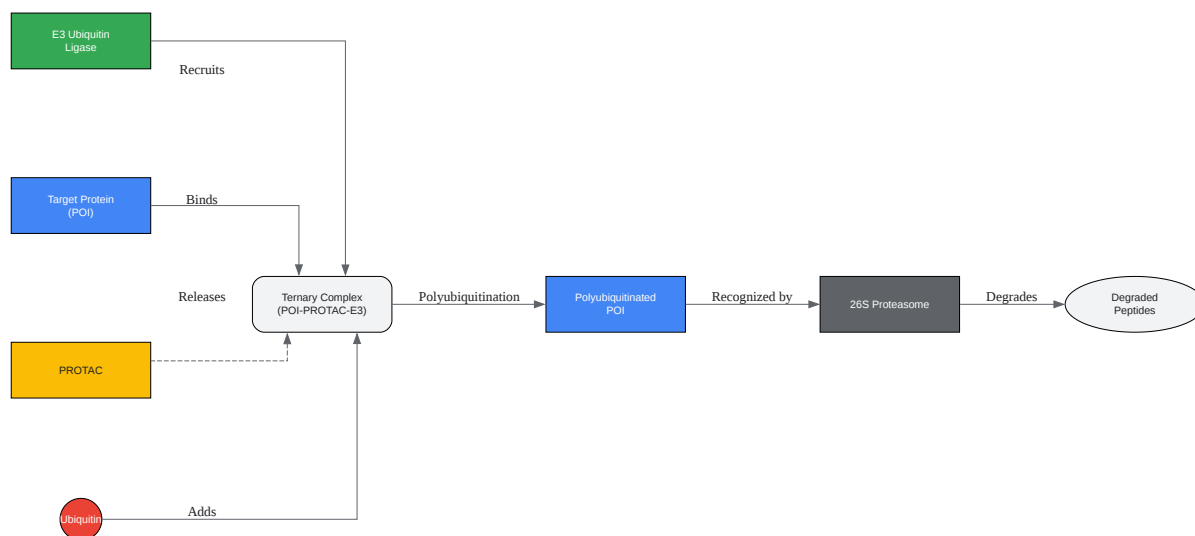 E3 Ubiquitin
Ligase
Recruits
Target Protein
(POI)
Binds
Releases
Ternary Complex
(POI-PROTAC-E3)
Polyubiquitination
Polyubiquitinated
POI
Recognized by
26S Proteasome
Degrades
Degraded
Peptides
PROTAC
Ubiquitin
Adds